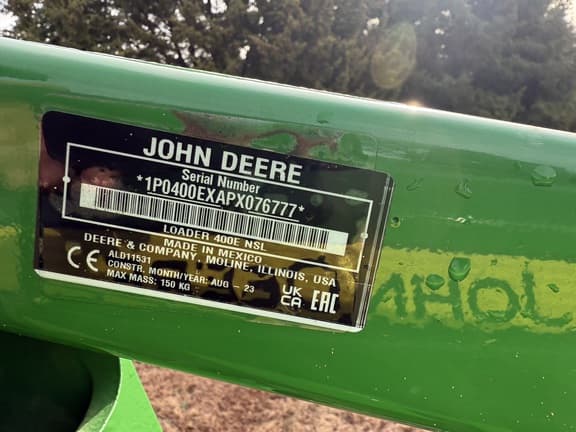 JOHN DEERE
Serial Number
*1P0400EXAPX076777*
LOADER 400E NSL
MADE IN MEXICO
DEERE & COMPANY, MOLINE, ILLINOIS, USA
ALD11531
CONSTR. MONTH/YEAR: AUG - 23
MAX MASS: 150 KG
CE
UK
CA
EAC
JOHN